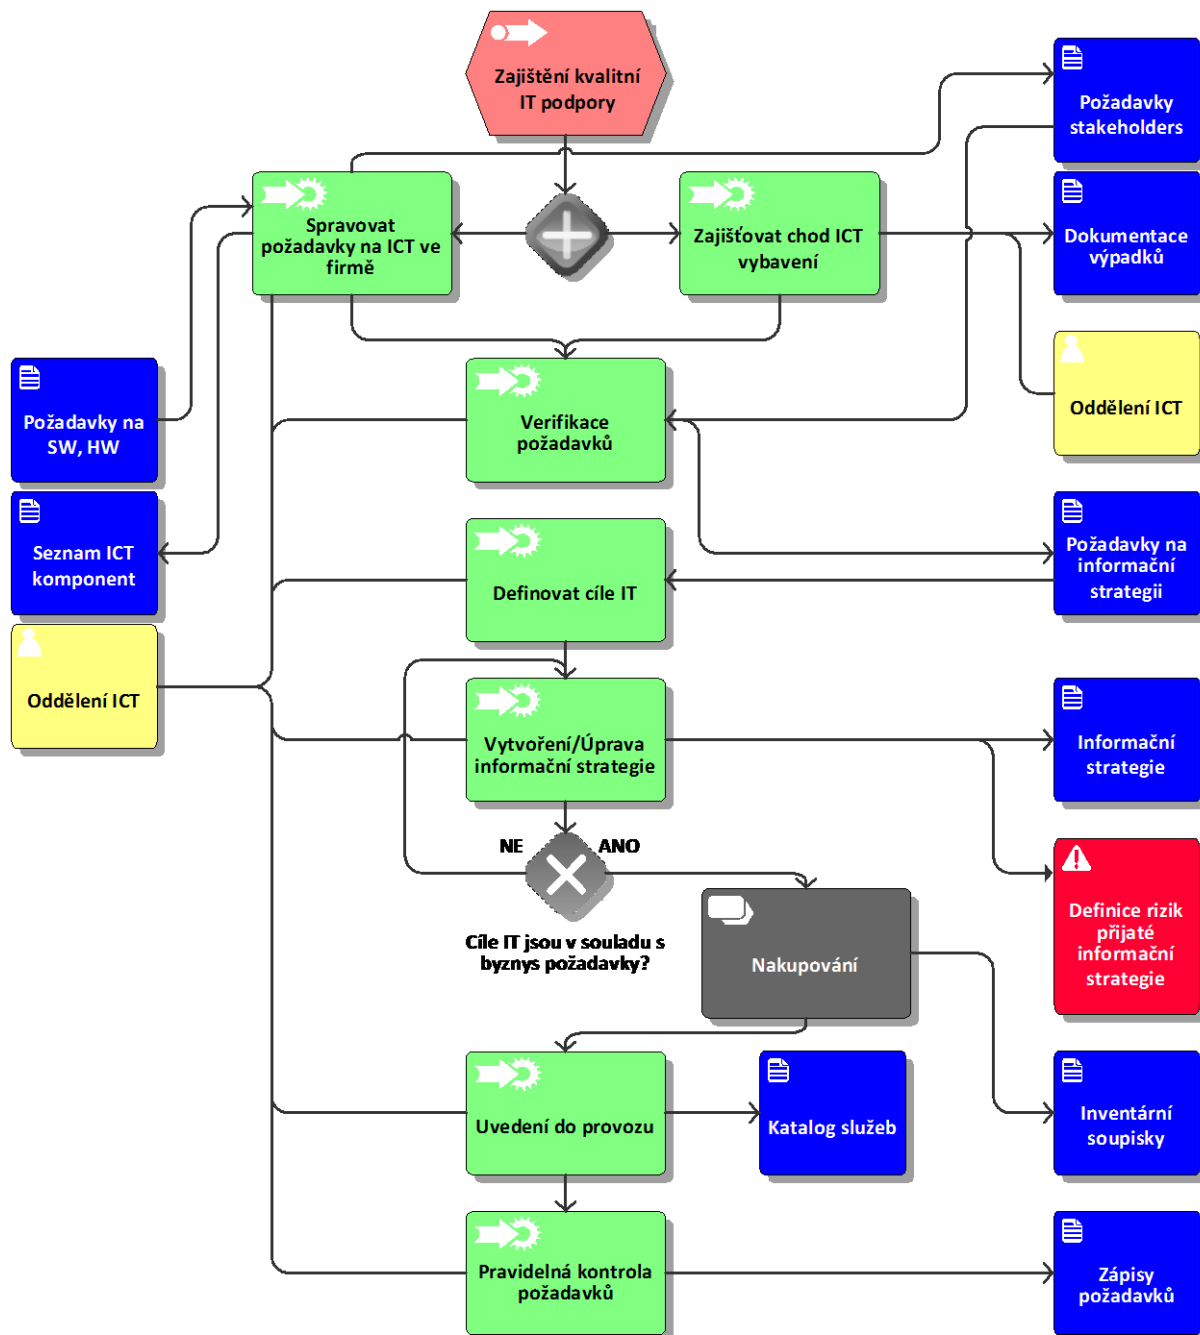 Zajištění kvalitní
IT podpory
Požadavky
stakeholders
Spravovat
požadavky na ICT ve
firmě
Zajišťovat chod ICT
vybavení
Dokumentace
výpadků
Požadavky na
SW, HW
Verifikace
požadavků
Oddělení ICT
Seznam ICT
komponent
Definovat cíle IT
Požadavky na
informační
strategii
Oddělení ICT
Vytvoření/Úprava
informační strategie
Informační
strategie
NE
ANO
Cíle IT jsou v souladu s
byznys požadavky?
Nakupování
Definice rizik
přijaté
informační
strategie
Uvedení do provozu
Katalog služeb
Inventární
soupisky
Pravidelná kontrola
požadavků
Zápisy
požadavků